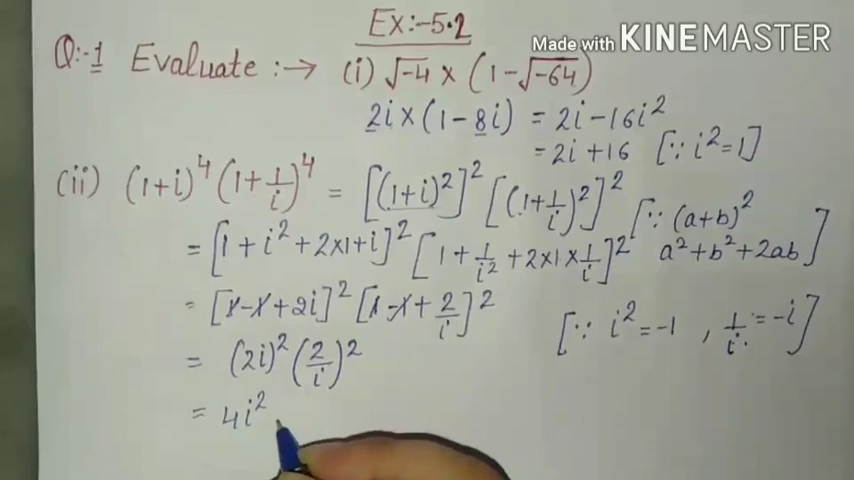 Ex:-5.2
Made with KINEMASTER
Q:-1 Evaluate :→ (i) √-4 × (1-√-64)
2i×(1-8i) = 2i-16i²
= 2i+16 [∵ i²=1]
(ii) (1+i)⁴(1+1/i)⁴ = [(1+i)²]² [(1+1/i)²]² [∵ (a+b)²
= [1+i²+2×1+i]² [1+1/i²+2×1×1/i]² a²+b²+2ab]
= [1-1+2i]² [1-1+2/i]² [∵ i²=-1, 1/i=-i]
= (2i)²(2/i)²
= 4i²